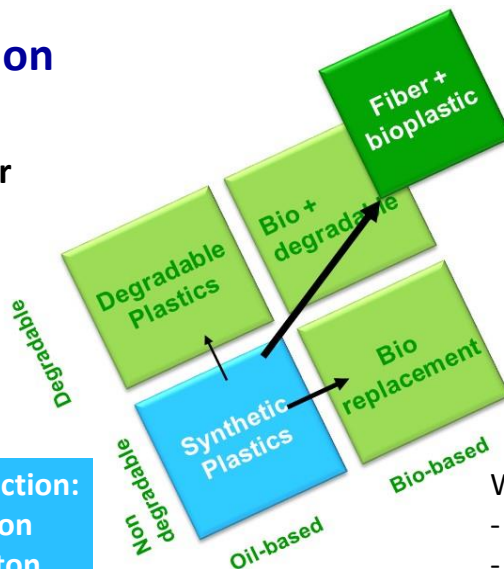 on
r
Fiber +
bioplastic
Bio +
degradable
Degradable
Plastics
Degradable
Bio
replacement
Synthetic
Plastics
Non
degradable
Bio-based
Oil-based
ction:
on
ton
W
-
-